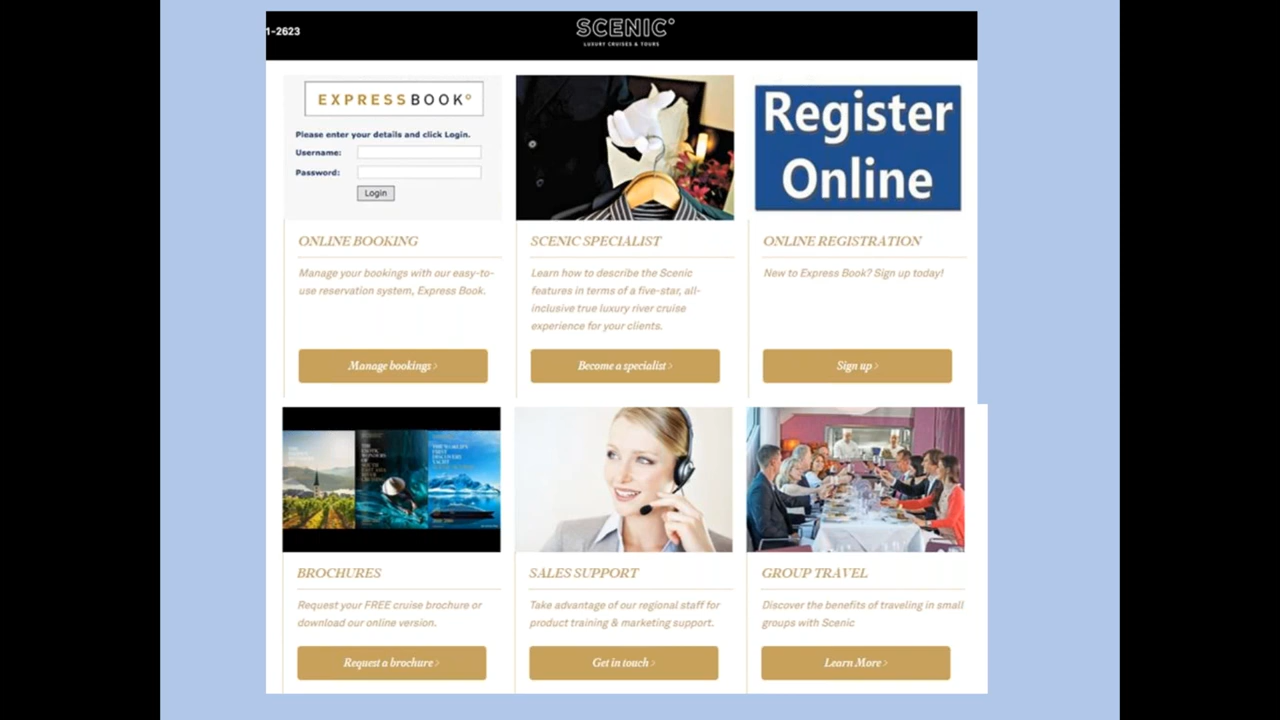 1-2623
SCENIC°
LUXURY CRUISES & TOURS
EXPRESSBOOK°
Please enter your details and click Login.
Username:
Password:
Login
Register
Online
ONLINE BOOKING
Manage your bookings with our easy-to-
use reservation system, Express Book.
Manage bookings >
SCENIC SPECIALIST
Learn how to describe the Scenic
features in terms of a five-star, all-
inclusive true luxury river cruise
experience for your clients.
Become a specialist >
ONLINE REGISTRATION
New to Express Book? Sign up today!
Sign up >
BROCHURES
Request your FREE cruise brochure or
download our online version.
Request a brochure >
SALES SUPPORT
Take advantage of our regional staff for
product training & marketing support.
Get in touch >
GROUP TRAVEL
Discover the benefits of traveling in small
groups with Scenic
Learn More >